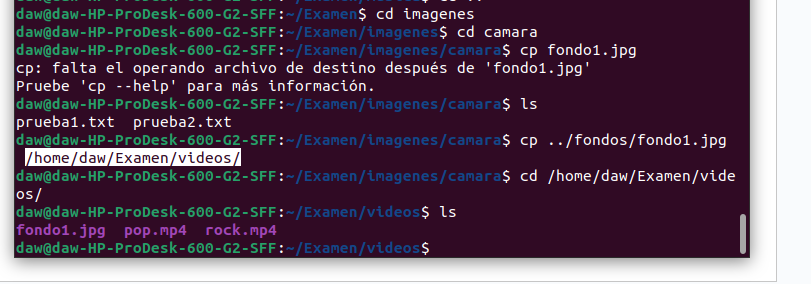 daw@daw-HP-ProDesk-600-G2-SFF:~/Examen$ cd imagenes
daw@daw-HP-ProDesk-600-G2-SFF:~/Examen/imagenes$ cd camara
daw@daw-HP-ProDesk-600-G2-SFF:~/Examen/imagenes/camara$ cp fondo1.jpg
cp: falta el operando archivo de destino después de 'fondo1.jpg'
Pruebe 'cp --help' para más información.
daw@daw-HP-ProDesk-600-G2-SFF:~/Examen/imagenes/camara$ ls
prueba1.txt  prueba2.txt
daw@daw-HP-ProDesk-600-G2-SFF:~/Examen/imagenes/camara$ cp ../fondos/fondo1.jpg
 /home/daw/Examen/videos/
daw@daw-HP-ProDesk-600-G2-SFF:~/Examen/imagenes/camara$ cd /home/daw/Examen/vide
os/
daw@daw-HP-ProDesk-600-G2-SFF:~/Examen/videos$ ls
fondo1.jpg  pop.mp4  rock.mp4
daw@daw-HP-ProDesk-600-G2-SFF:~/Examen/videos$